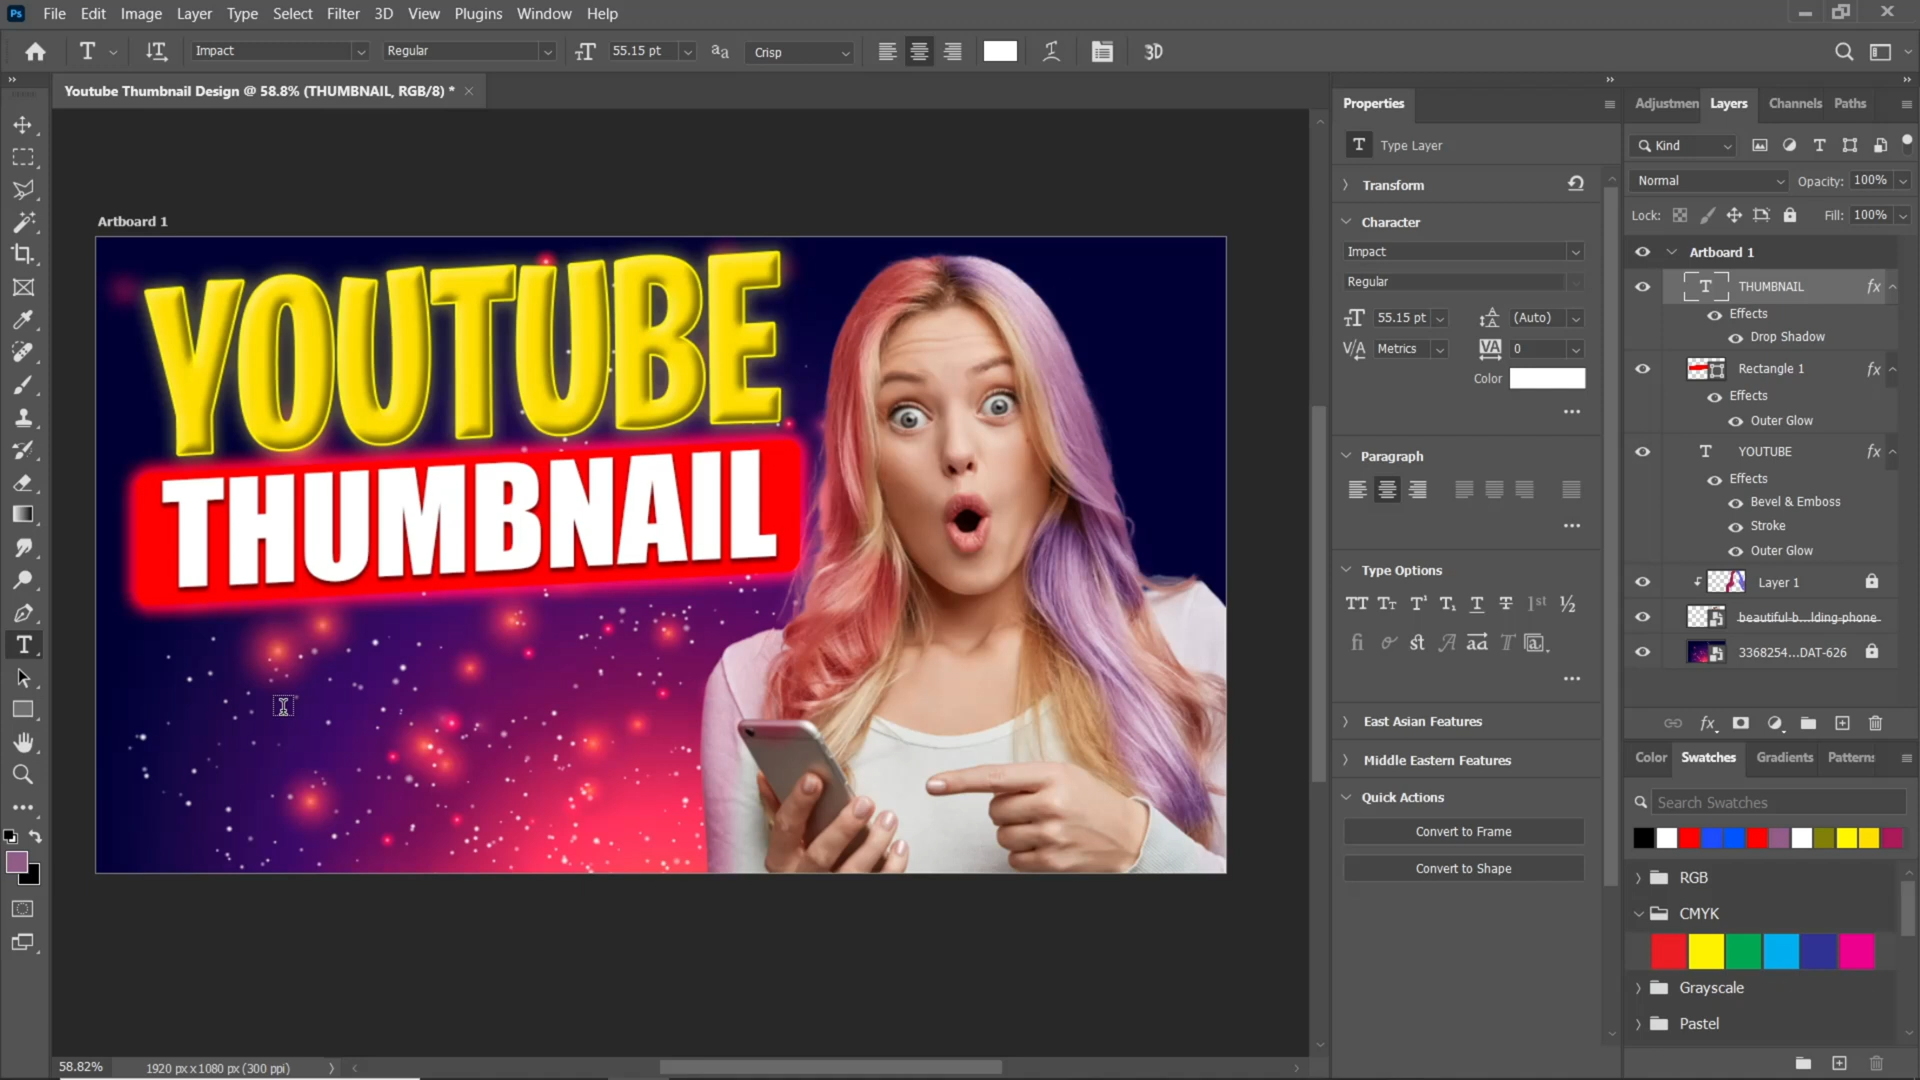 Ps File Edit Image Layer Type Select Filter 3D View Plugins Window Help
Impact Regular 55.15 pt aa Crisp 3D
Youtube Thumbnail Design @ 58.8% (THUMBNAIL, RGB/8) *
Artboard 1
YOUTUBE
THUMBNAIL
58.82% 1920 px x 1080 px (300 ppi)
Properties
T Type Layer
Transform
Character
Impact
Regular
55.15 pt (Auto)
Metrics 0
Color
Paragraph
Type Options
East Asian Features
Middle Eastern Features
Quick Actions
Convert to Frame
Convert to Shape
Adjustmen Layers Channels Paths
Kind
Normal Opacity: 100%
Lock: Fill: 100%
Artboard 1
T THUMBNAIL fx
Effects
Drop Shadow
Rectangle 1 fx
Effects
Outer Glow
T YOUTUBE fx
Effects
Bevel & Emboss
Stroke
Outer Glow
Layer 1
beautiful-b...lding-phone
3368254...DAT-626
fx
Color Swatches Gradients Patterns
Search Swatches
RGB
CMYK
Grayscale
Pastel